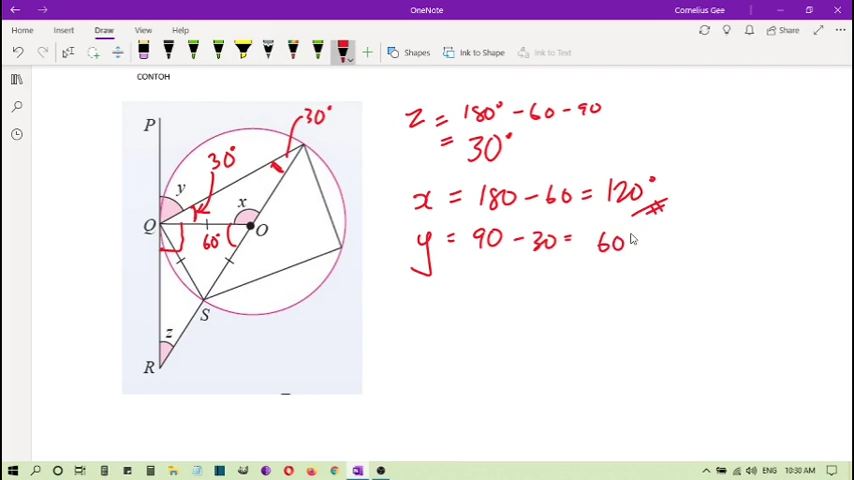 OneNote
Cornelius Gee
Home Insert Draw View Help
Shapes Ink to Shape Ink to Text Share
CONTOH
P
Q
R
S
O
y
x
z
30°
30°
60°
z = 180° - 60 - 90
= 30°
x = 180 - 60 = 120°
y = 90 - 30 = 60
ENG 10:30 AM